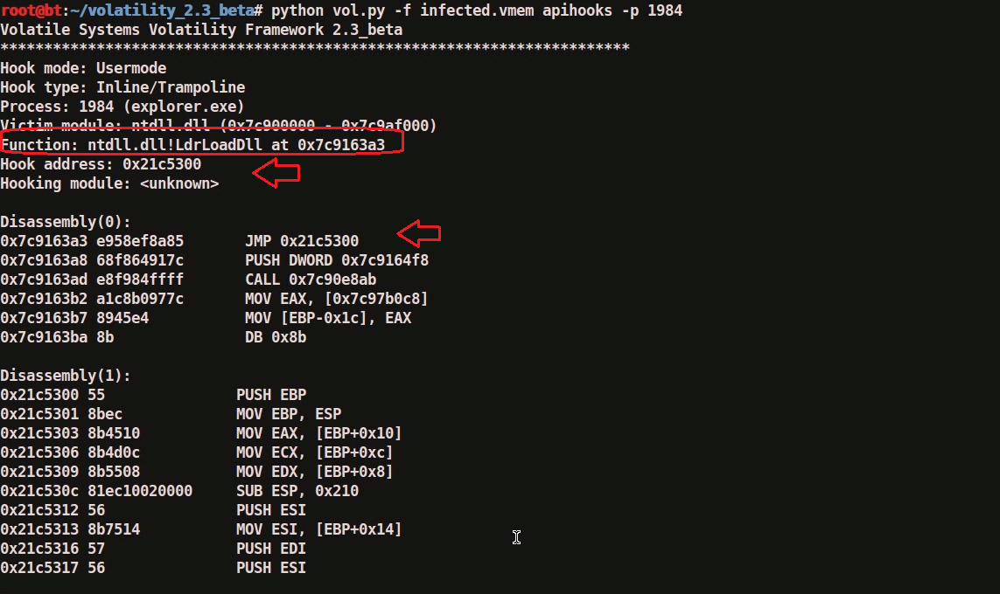 root@bt:~/volatility_2.3_beta# python vol.py -f infected.vmem apihooks -p 1984
Volatile Systems Volatility Framework 2.3_beta
************************************************************************
Hook mode: Usermode
Hook type: Inline/Trampoline
Process: 1984 (explorer.exe)
Victim module: ntdll.dll (0x7c900000 - 0x7c9af000)
Function: ntdll.dll!LdrLoadDll at 0x7c9163a3
Hook address: 0x21c5300
Hooking module: <unknown>

Disassembly(0):
0x7c9163a3 e958ef8a85       JMP 0x21c5300
0x7c9163a8 68f864917c       PUSH DWORD 0x7c9164f8
0x7c9163ad e8f984ffff       CALL 0x7c90e8ab
0x7c9163b2 a1c8b0977c       MOV EAX, [0x7c97b0c8]
0x7c9163b7 8945e4           MOV [EBP-0x1c], EAX
0x7c9163ba 8b               DB 0x8b

Disassembly(1):
0x21c5300 55               PUSH EBP
0x21c5301 8bec             MOV EBP, ESP
0x21c5303 8b4510           MOV EAX, [EBP+0x10]
0x21c5306 8b4d0c           MOV ECX, [EBP+0xc]
0x21c5309 8b5508           MOV EDX, [EBP+0x8]
0x21c530c 81ec10020000     SUB ESP, 0x210
0x21c5312 56               PUSH ESI
0x21c5313 8b7514           MOV ESI, [EBP+0x14]
0x21c5316 57               PUSH EDI
0x21c5317 56               PUSH ESI